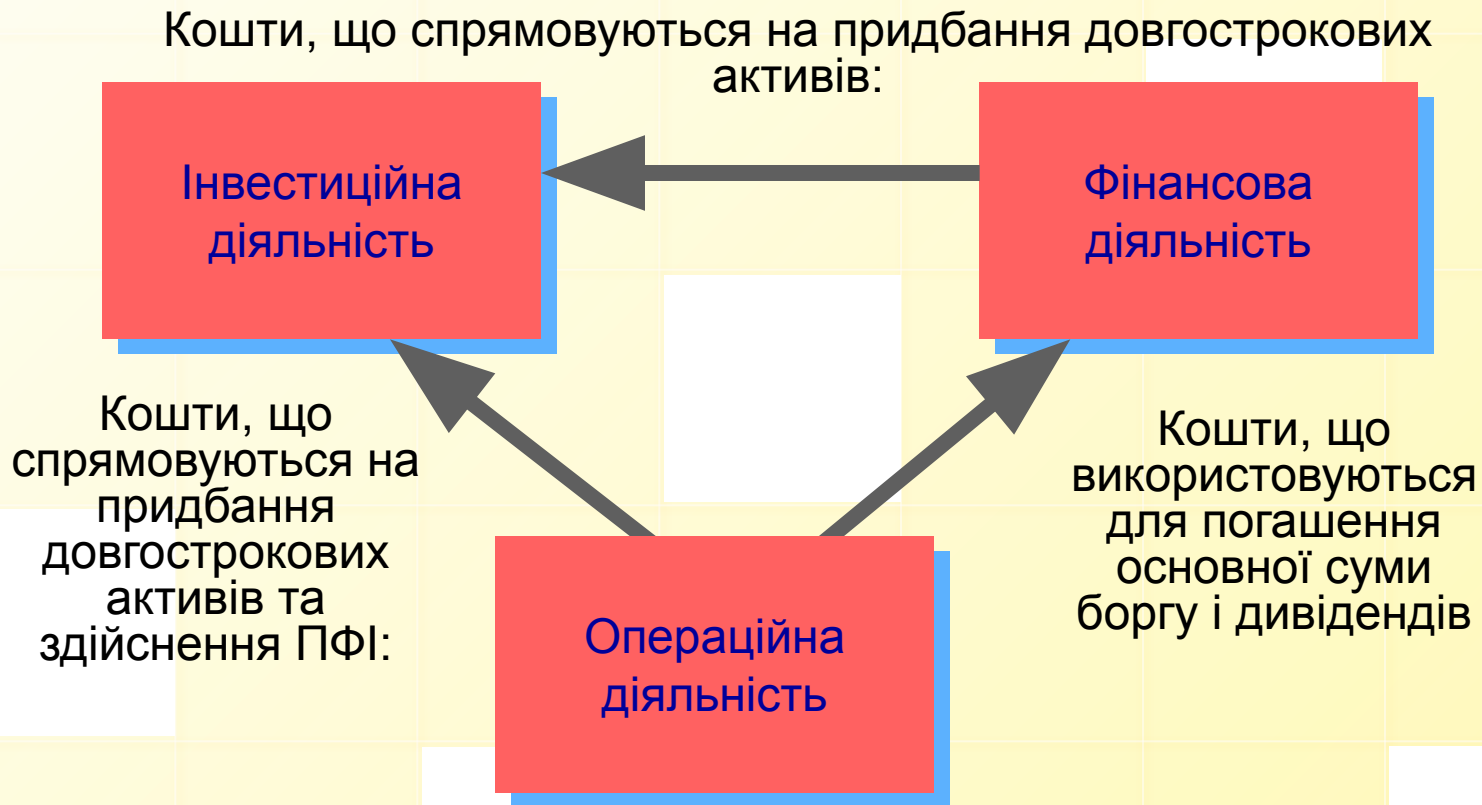 Кошти, що спрямовуються на придбання довгострокових
активів:
Інвестиційна
діяльність
Фінансова
діяльність
Кошти, що
спрямовуються на
придбання
довгострокових
активів та
здійснення ПФІ:
Кошти, що
використовуються
для погашення
основної суми
боргу і дивідендів
Операційна
діяльність